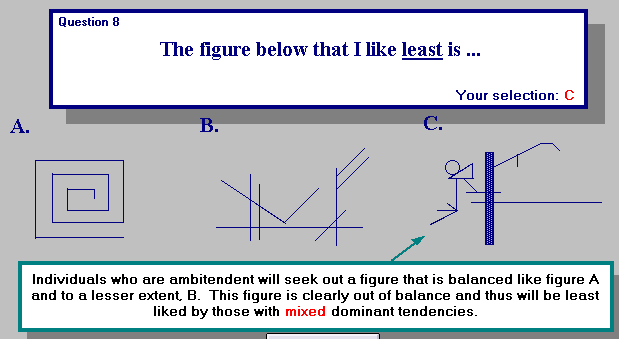 Question 8
The figure below that I like least is ...
Your selection: C
A.
B.
C.
Individuals who are ambitendent will seek out a figure that is balanced like figure A
and to a lesser extent, B.  This figure is clearly out of balance and thus will be least
liked by those with mixed dominant tendencies.